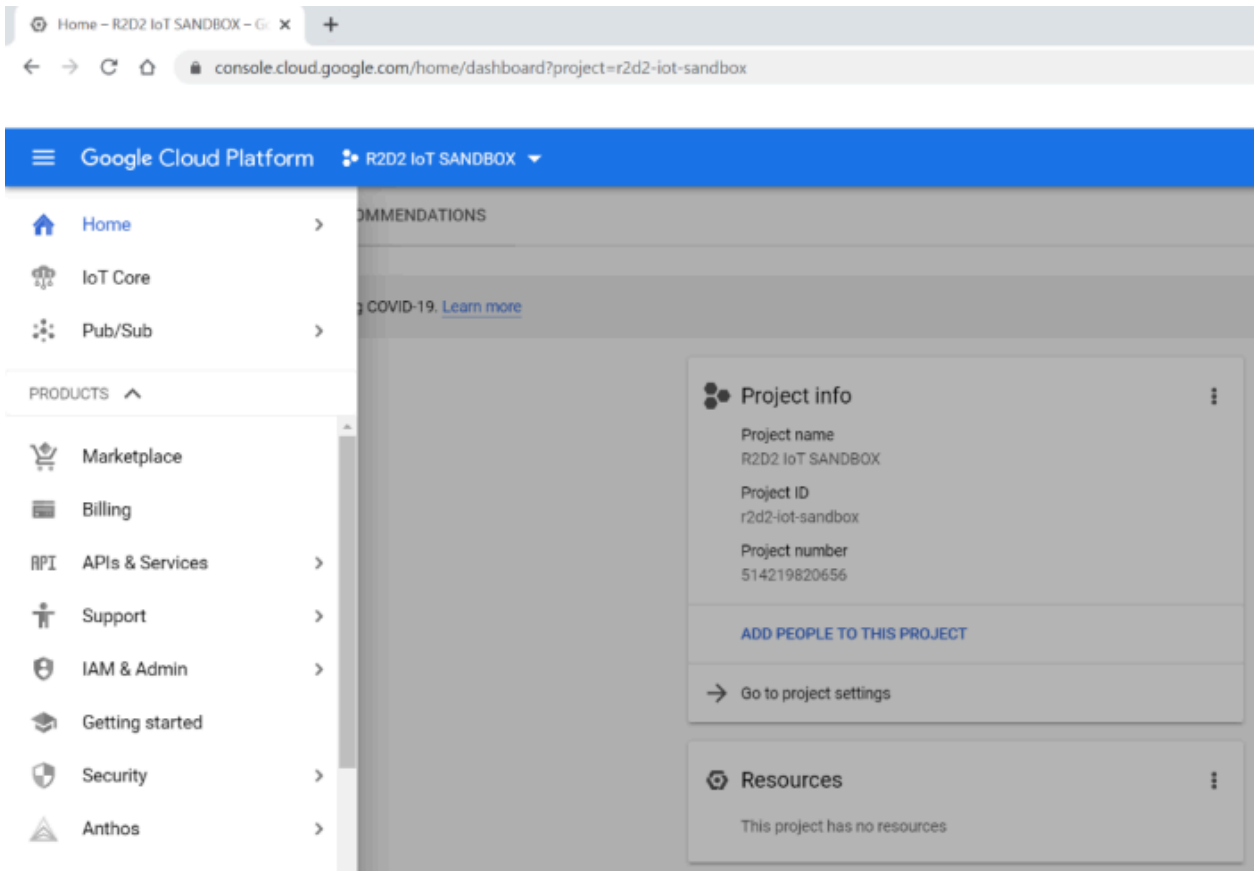 Home – R2D2 IoT SANDBOX – Go
console.cloud.google.com/home/dashboard?project=r2d2-iot-sandbox
Google Cloud Platform R2D2 IoT SANDBOX
Home
OMMENDATIONS
IoT Core
COVID-19. Learn more
Pub/Sub
PRODUCTS
Marketplace
Billing
API APIs & Services
Support
IAM & Admin
Getting started
Security
Anthos
Project info
Project name
R2D2 IoT SANDBOX
Project ID
r2d2-iot-sandbox
Project number
514219820656
ADD PEOPLE TO THIS PROJECT
Go to project settings
Resources
This project has no resources